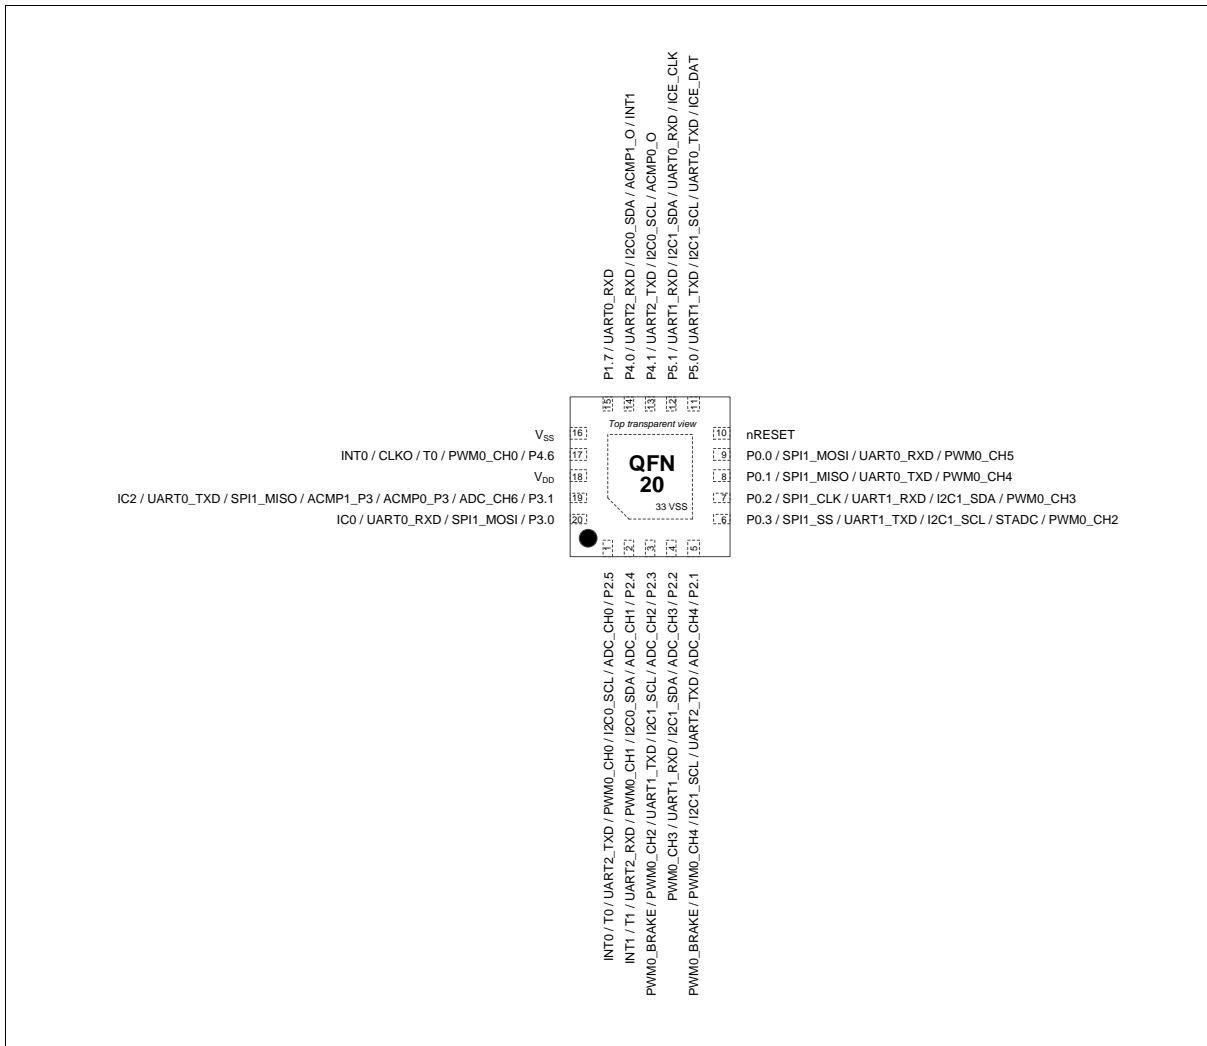 P1.7 / UART0_RXD
P4.0 / UART2_RXD / I2C0_SDA / ACMP1_O / INT1
P4.1 / UART2_TXD / I2C0_SCL / ACMP0_O
P5.1 / UART1_RXD / I2C1_SDA / UART0_RXD / ICE_CLK
P5.0 / UART1_TXD / I2C1_SCL / UART0_TXD / ICE_DAT
15
14
13
12
11
Top transparent view
VSS
16
10
nRESET
INT0 / CLKO / T0 / PWM0_CH0 / P4.6
17
9
P0.0 / SPI1_MOSI / UART0_RXD / PWM0_CH5
VDD
18
8
P0.1 / SPI1_MISO / UART0_TXD / PWM0_CH4
IC2 / UART0_TXD / SPI1_MISO / ACMP1_P3 / ACMP0_P3 / ADC_CH6 / P3.1
19
7
P0.2 / SPI1_CLK / UART1_RXD / I2C1_SDA / PWM0_CH3
IC0 / UART0_RXD / SPI1_MOSI / P3.0
20
6
P0.3 / SPI1_SS / UART1_TXD / I2C1_SCL / STADC / PWM0_CH2
QFN
20
33 VSS
1
2
3
4
5
INT0 / T0 / UART2_TXD / PWM0_CH0 / I2C0_SCL / ADC_CH0 / P2.5
INT1 / T1 / UART2_RXD / PWM0_CH1 / I2C0_SDA / ADC_CH1 / P2.4
PWM0_BRAKE / PWM0_CH2 / UART1_TXD / I2C1_SCL / ADC_CH2 / P2.3
PWM0_CH3 / UART1_RXD / I2C1_SDA / ADC_CH3 / P2.2
PWM0_BRAKE / PWM0_CH4 / I2C1_SCL / UART2_TXD / ADC_CH4 / P2.1